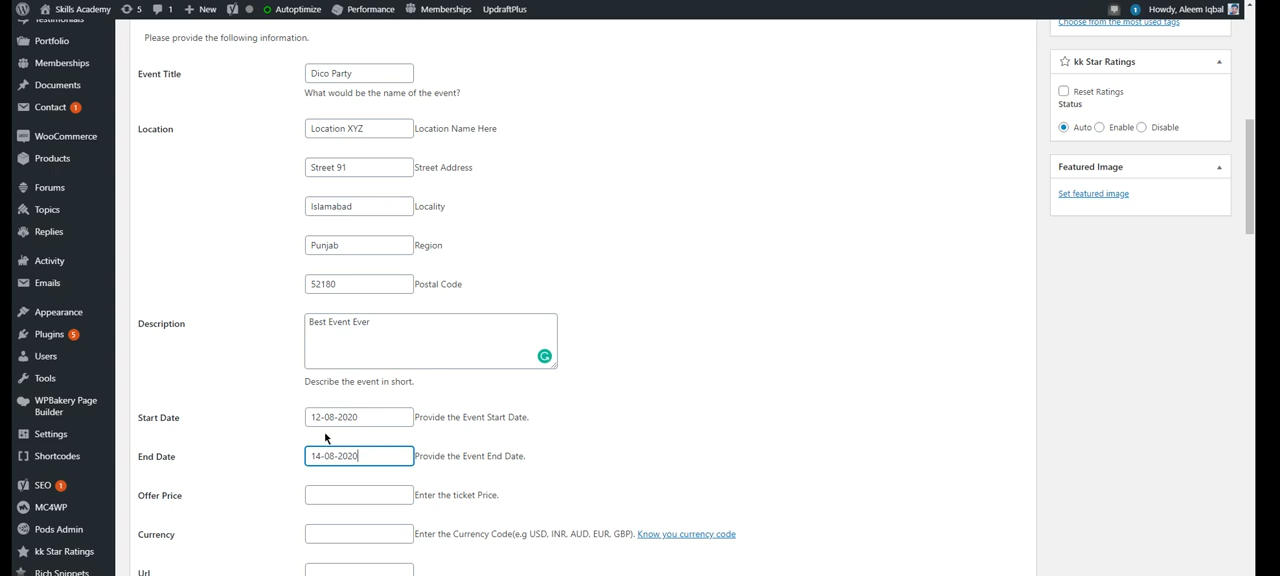 Skills Academy 5 1 New Autoptimize Performance Memberships UpdraftPlus 1 Howdy, Aleem Iqbal
Testimonials
Portfolio
Memberships
Documents
Contact 1
WooCommerce
Products
Forums
Topics
Replies
Activity
Emails
Appearance
Plugins 5
Users
Tools
WPBakery Page
Builder
Settings
Shortcodes
SEO 1
MC4WP
Pods Admin
kk Star Ratings
Rich Snippets
Please provide the following information.
Event Title Dico Party
What would be the name of the event?
Location Location XYZ Location Name Here
Street 91 Street Address
Islamabad Locality
Punjab Region
52180 Postal Code
Description Best Event Ever
Describe the event in short.
Start Date 12-08-2020 Provide the Event Start Date.
End Date 14-08-2020 Provide the Event End Date.
Offer Price Enter the ticket Price.
Currency Enter the Currency Code(e.g USD, INR, AUD, EUR, GBP). Know you currency code
Url
Choose from the most used tags
kk Star Ratings
Reset Ratings
Status
Auto Enable Disable
Featured Image
Set featured image